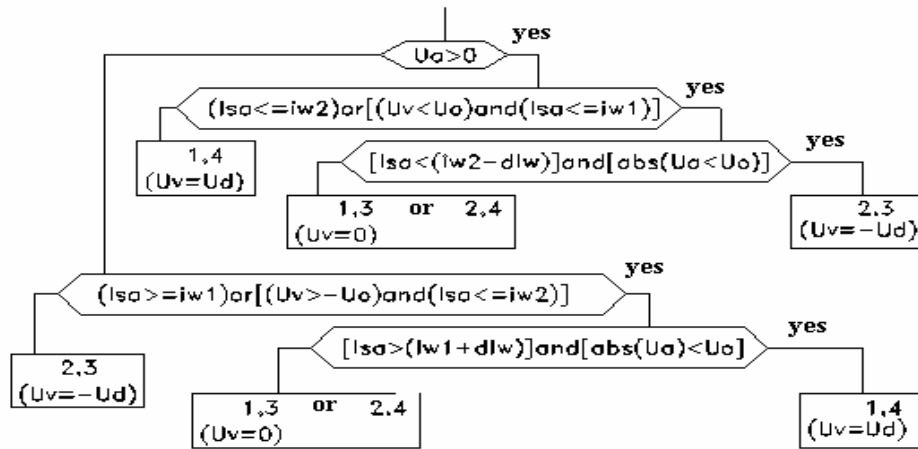 yes
Ua>0
yes
(Isa<=iw2)or[(Uv<Uo)and(Isa<=iw1)]
yes
1,4
(Uv=Ud)
[Isa<(iw2-dIw)]and[abs(Ua<Uo)]
1,3 or 2,4
(Uv=0)
2.3
(Uv=-Ud)
yes
(Isa>=iw1)or[(Uv>-Uo)and(Isa<=iw2)]
yes
2,3
(Uv=-Ud)
[Isa>(Iw1+dIw)]and[abs(Ua)<Uo]
1,3 or 2,4
(Uv=0)
1,4
(Uv=Ud)